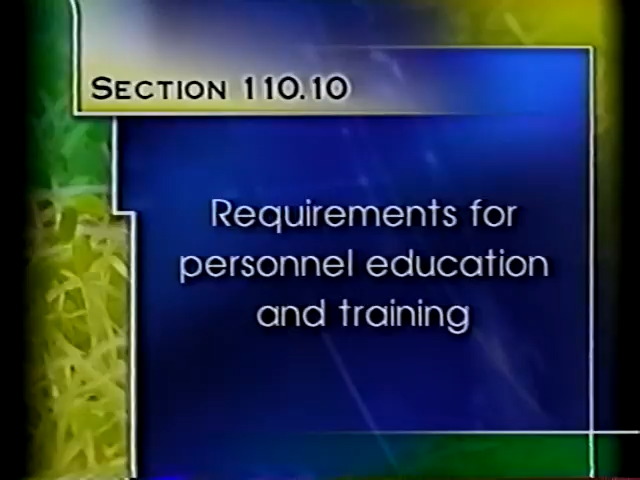 SECTION 110.10
Requirements for
personnel education
and training